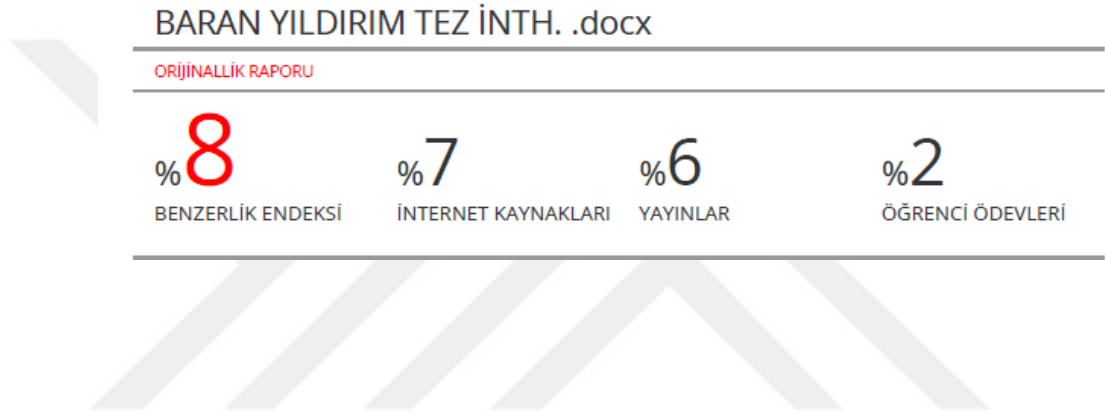 BARAN YILDIRIM TEZ İNTH. .docx
ORİJİNALLİK RAPORU
%8 %7 %6 %2
BENZERLİK ENDEKSİ İNTERNET KAYNAKLARI YAYINLAR ÖĞRENCİ ÖDEVLERİ